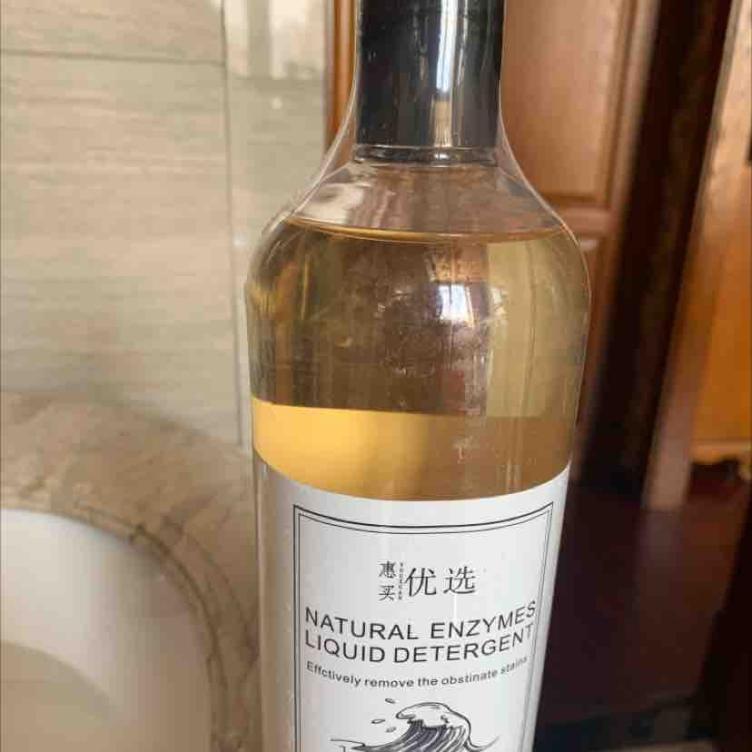 惠买优选
NATURAL ENZYMES
LIQUID DETERGENT
Effctively remove the obstinate stains